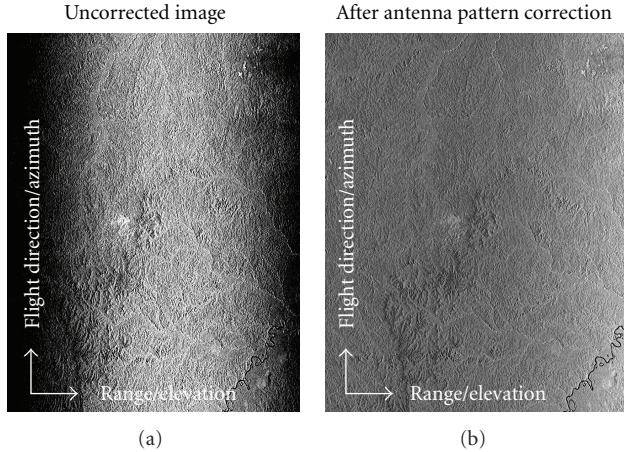 Uncorrected image
After antenna pattern correction
Flight direction/azimuth
Range/elevation
Flight direction/azimuth
Range/elevation
(a)
(b)